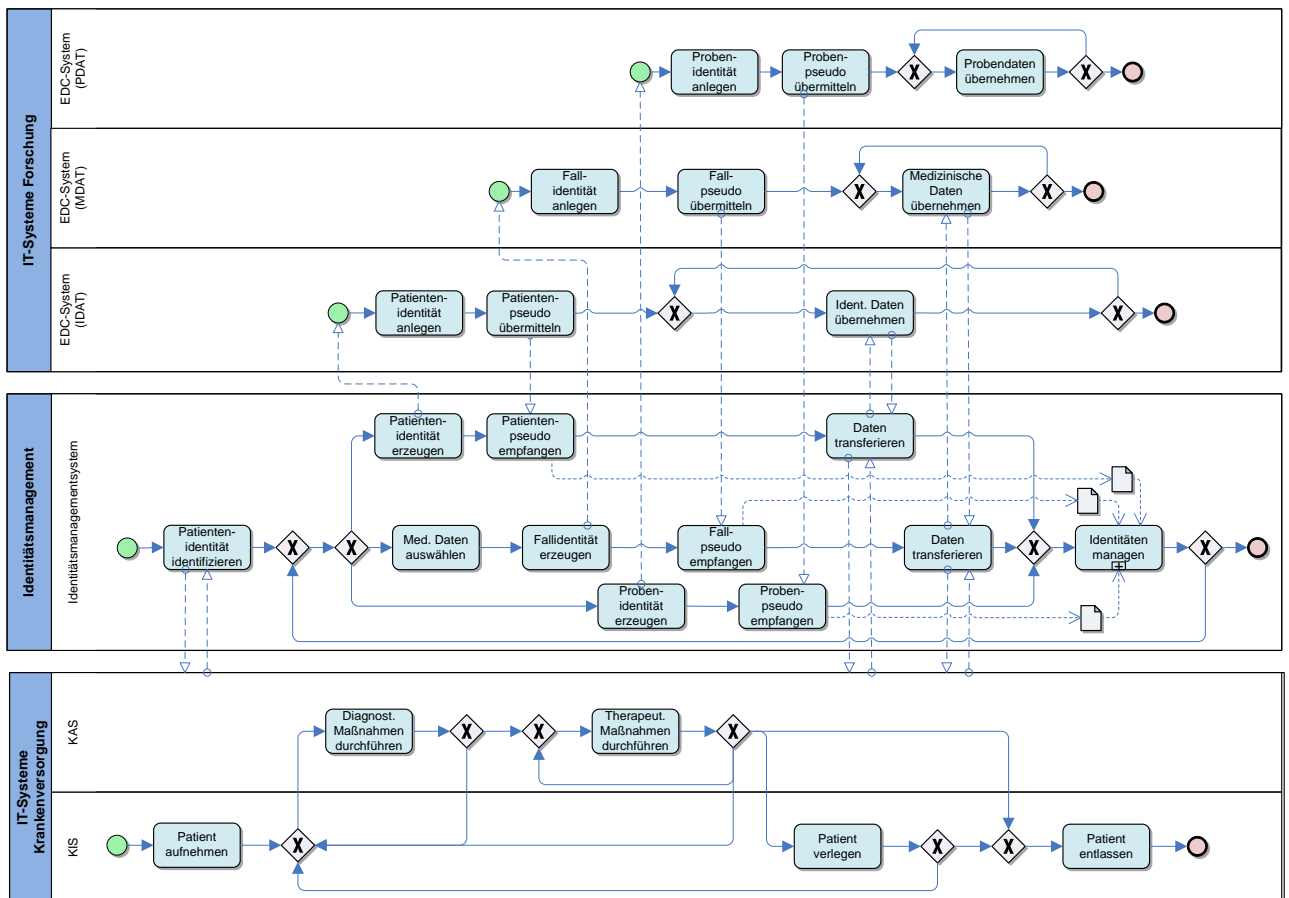 IT-Systeme Forschung
EDC-System
(PDAT)
Proben-
identität
anlegen
Proben-
pseudo
übermitteln
X
Probendaten
übernehmen
X
EDC-System
(MDAT)
Fall-
identität
anlegen
Fall-
pseudo
übermitteln
X
Medizinische
Daten
übernehmen
X
EDC-System
(IDAT)
Patienten-
identität
anlegen
Patienten-
pseudo
übermitteln
X
Ident. Daten
übernehmen
X
Identitätsmanagement
Identitätsmanagementsystem
Patienten-
identität
erzeugen
Patienten-
pseudo
empfangen
Daten
transferieren
Patienten-
identität
identifizieren
X
X
Med. Daten
auswählen
Fallidentität
erzeugen
Fall-
pseudo
empfangen
Daten
transferieren
X
Identitäten
managen
X
Proben-
identität
erzeugen
Proben-
pseudo
empfangen
IT-Systeme
Krankenversorgung
KAS
Diagnost.
Maßnahmen
durchführen
X
X
Therapeut.
Maßnahmen
durchführen
X
KIS
Patient
aufnehmen
X
Patient
verlegen
X
X
Patient
entlassen